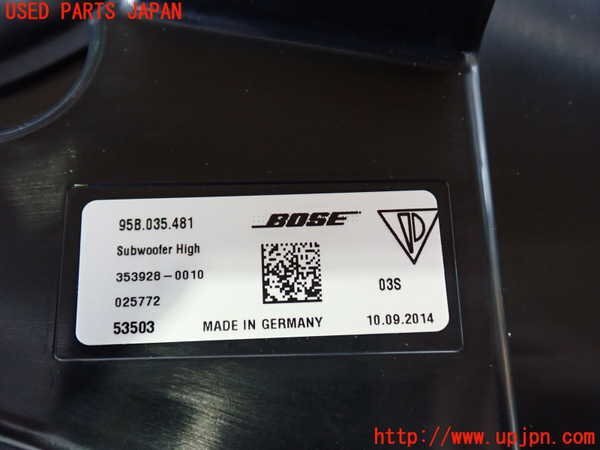 USED PARTS JAPAN
95B.035.481
BOSE
Subwoofer High
353928-0010
025772
03S
53503
MADE IN GERMANY
10.09.2014
http://www.upjpn.com/